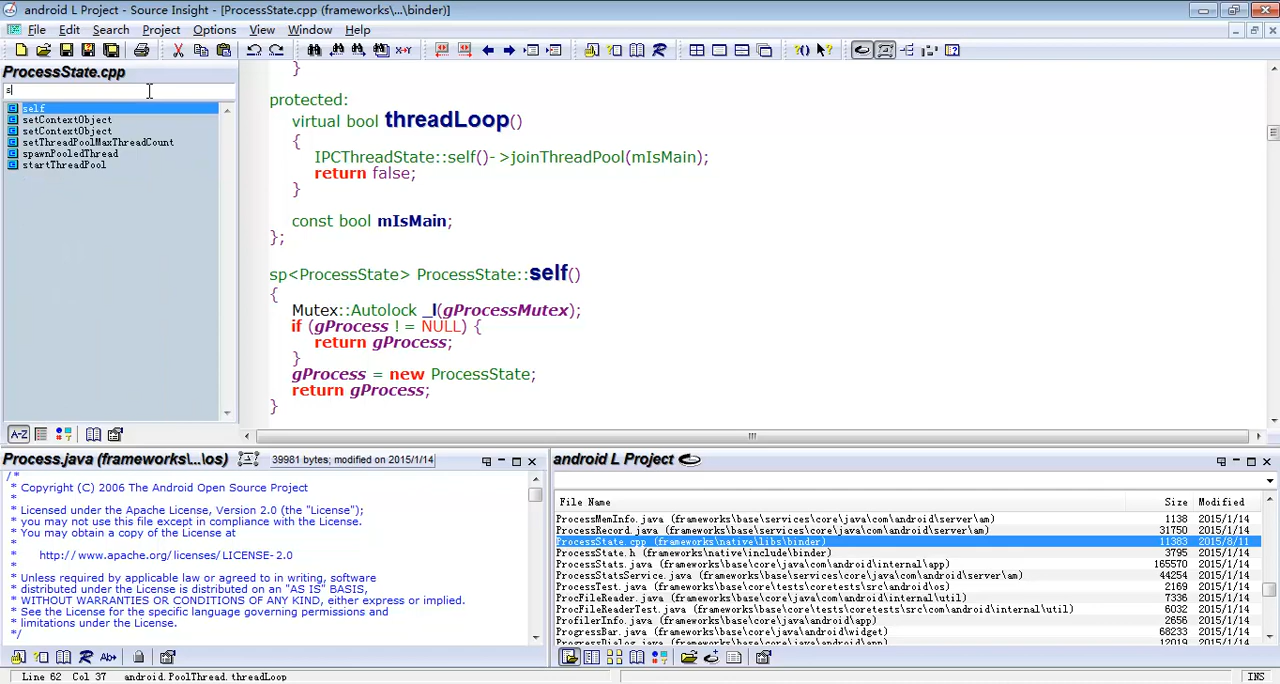 android L Project - Source Insight - [ProcessState.cpp (frameworks\...\binder)]
File Edit Search Project Options View Window Help
ProcessState.cpp
s
self
setContextObject
setContextObject
setThreadPoolMaxThreadCount
spawnPooledThread
startThreadPool
}
protected:
virtual bool threadLoop()
{
IPCThreadState::self()->joinThreadPool(mIsMain);
return false;
}
const bool mIsMain;
};
sp<ProcessState> ProcessState::self()
{
Mutex::Autolock _l(gProcessMutex);
if (gProcess != NULL) {
return gProcess;
}
gProcess = new ProcessState;
return gProcess;
}
A-Z
Process.java (frameworks\...\os) 39981 bytes; modified on 2015/1/14
/*
* Copyright (C) 2006 The Android Open Source Project
*
* Licensed under the Apache License, Version 2.0 (the "License");
* you may not use this file except in compliance with the License.
* You may obtain a copy of the License at
*
* http://www.apache.org/licenses/LICENSE-2.0
*
* Unless required by applicable law or agreed to in writing, software
* distributed under the License is distributed on an "AS IS" BASIS,
* WITHOUT WARRANTIES OR CONDITIONS OF ANY KIND, either express or implied.
* See the License for the specific language governing permissions and
* limitations under the License.
*/
android L Project
File Name Size Modified
ProcessMemInfo.java (frameworks\base\services\core\java\com\android\server\am) 1138 2015/1/14
ProcessRecord.java (frameworks\base\services\core\java\com\android\server\am) 31750 2015/1/14
ProcessState.cpp (frameworks\native\libs\binder) 11383 2015/8/11
ProcessState.h (frameworks\native\include\binder) 3795 2015/1/14
ProcessStats.java (frameworks\base\core\java\com\android\internal\app) 165570 2015/1/14
ProcessStatsService.java (frameworks\base\services\core\java\com\android\server\am) 44254 2015/1/14
ProcessTest.java (frameworks\base\core\tests\coretests\src\android\os) 2169 2015/1/14
ProcFileReader.java (frameworks\base\core\java\com\android\internal\util) 7336 2015/1/14
ProcFileReaderTest.java (frameworks\base\core\tests\coretests\src\com\android\internal\util) 6032 2015/1/14
ProfilerInfo.java (frameworks\base\core\java\android\app) 2656 2015/1/14
ProgressBar.java (frameworks\base\core\java\android\widget) 68233 2015/1/14
ProgressDialog.java (frameworks\base\core\java\android\app) 12019 2015/1/14
Line 62 Col 37 android.PoolThread.threadLoop INS